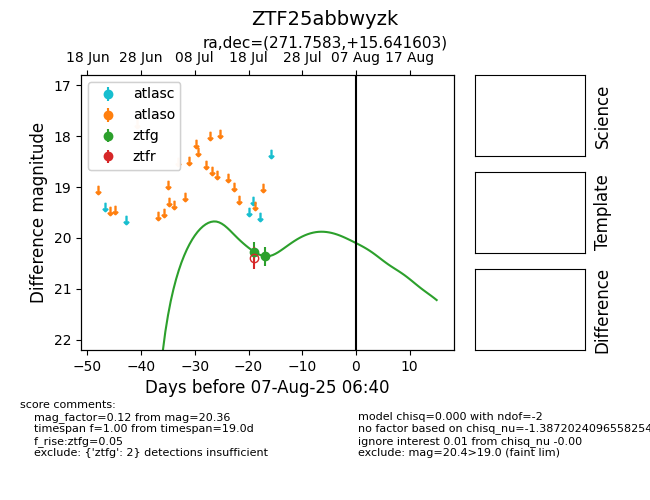 ZTF25abbwyzk
ra,dec=(271.7583,+15.641603)
18 Jun 28 Jun 08 Jul 18 Jul 28 Jul 07 Aug 17 Aug
atlasc
atlaso
ztfg
ztfr
17
18
19
20
21
22
Difference magnitude
−50 −40 −30 −20 −10 0 10
Days before 07-Aug-25 06:40
Science
Template
Difference
score comments:
mag_factor=0.12 from mag=20.36
timespan f=1.00 from timespan=19.0d
f_rise:ztfg=0.05
exclude: {'ztfg': 2} detections insufficient
model chisq=0.000 with ndof=-2
no factor based on chisq_nu=-1.3872024096558254
ignore interest 0.01 from chisq_nu -0.00
exclude: mag=20.4>19.0 (faint lim)